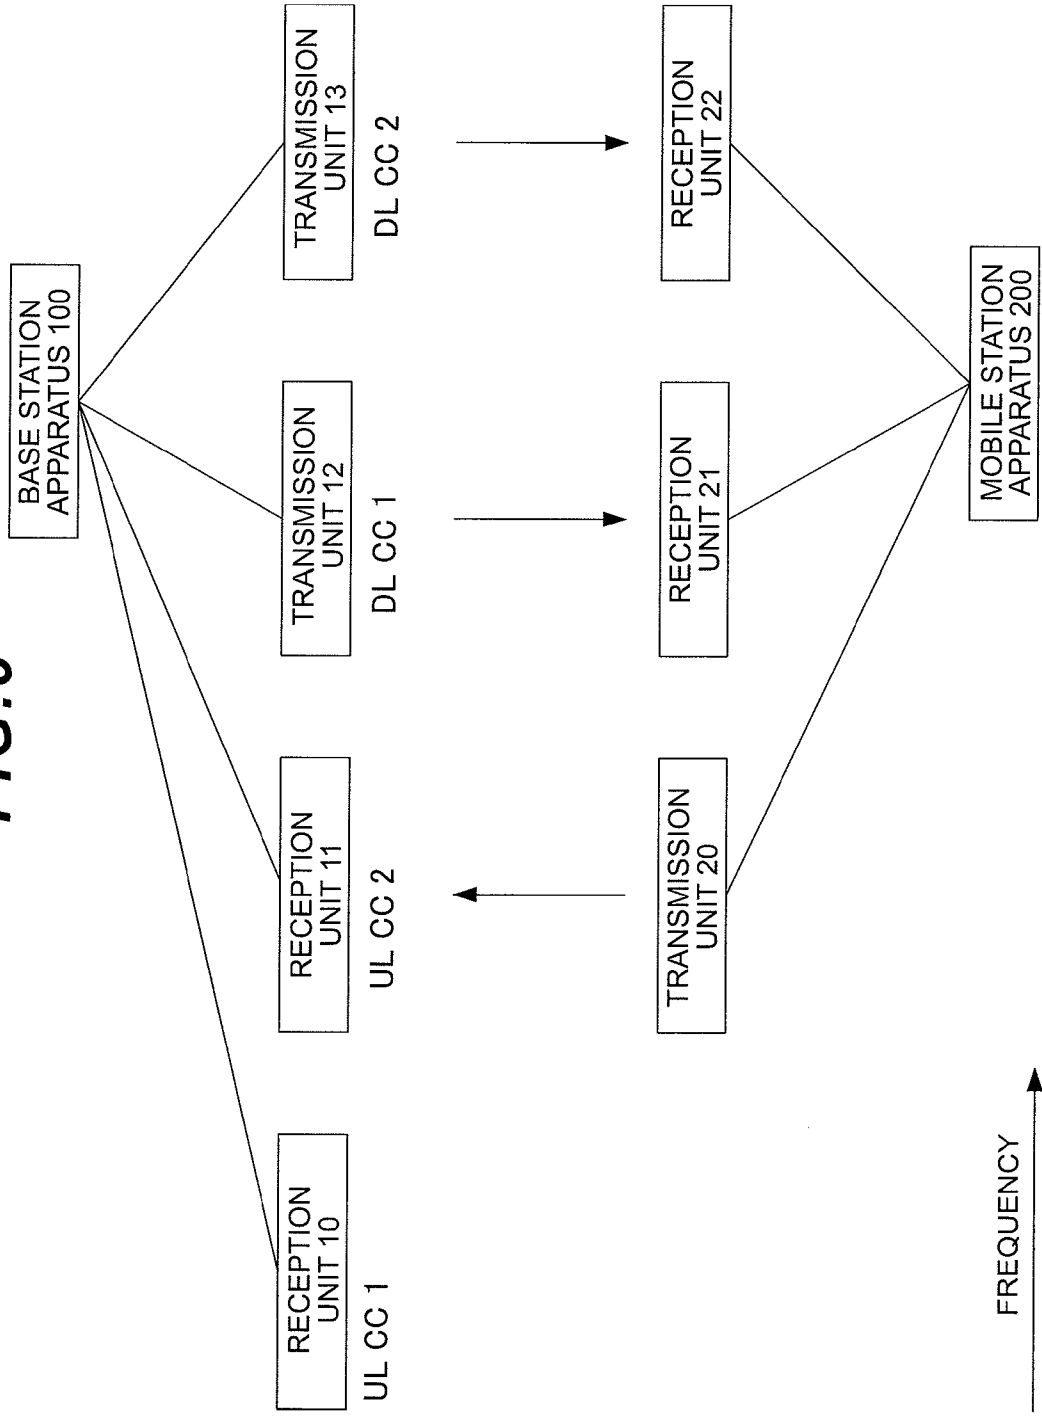 BASE STATION
APPARATUS 100
RECEPTION
UNIT 10
UL CC 1
RECEPTION
UNIT 11
UL CC 2
TRANSMISSION
UNIT 12
DL CC 1
TRANSMISSION
UNIT 13
DL CC 2
TRANSMISSION
UNIT 20
RECEPTION
UNIT 21
RECEPTION
UNIT 22
MOBILE STATION
APPARATUS 200
FREQUENCY